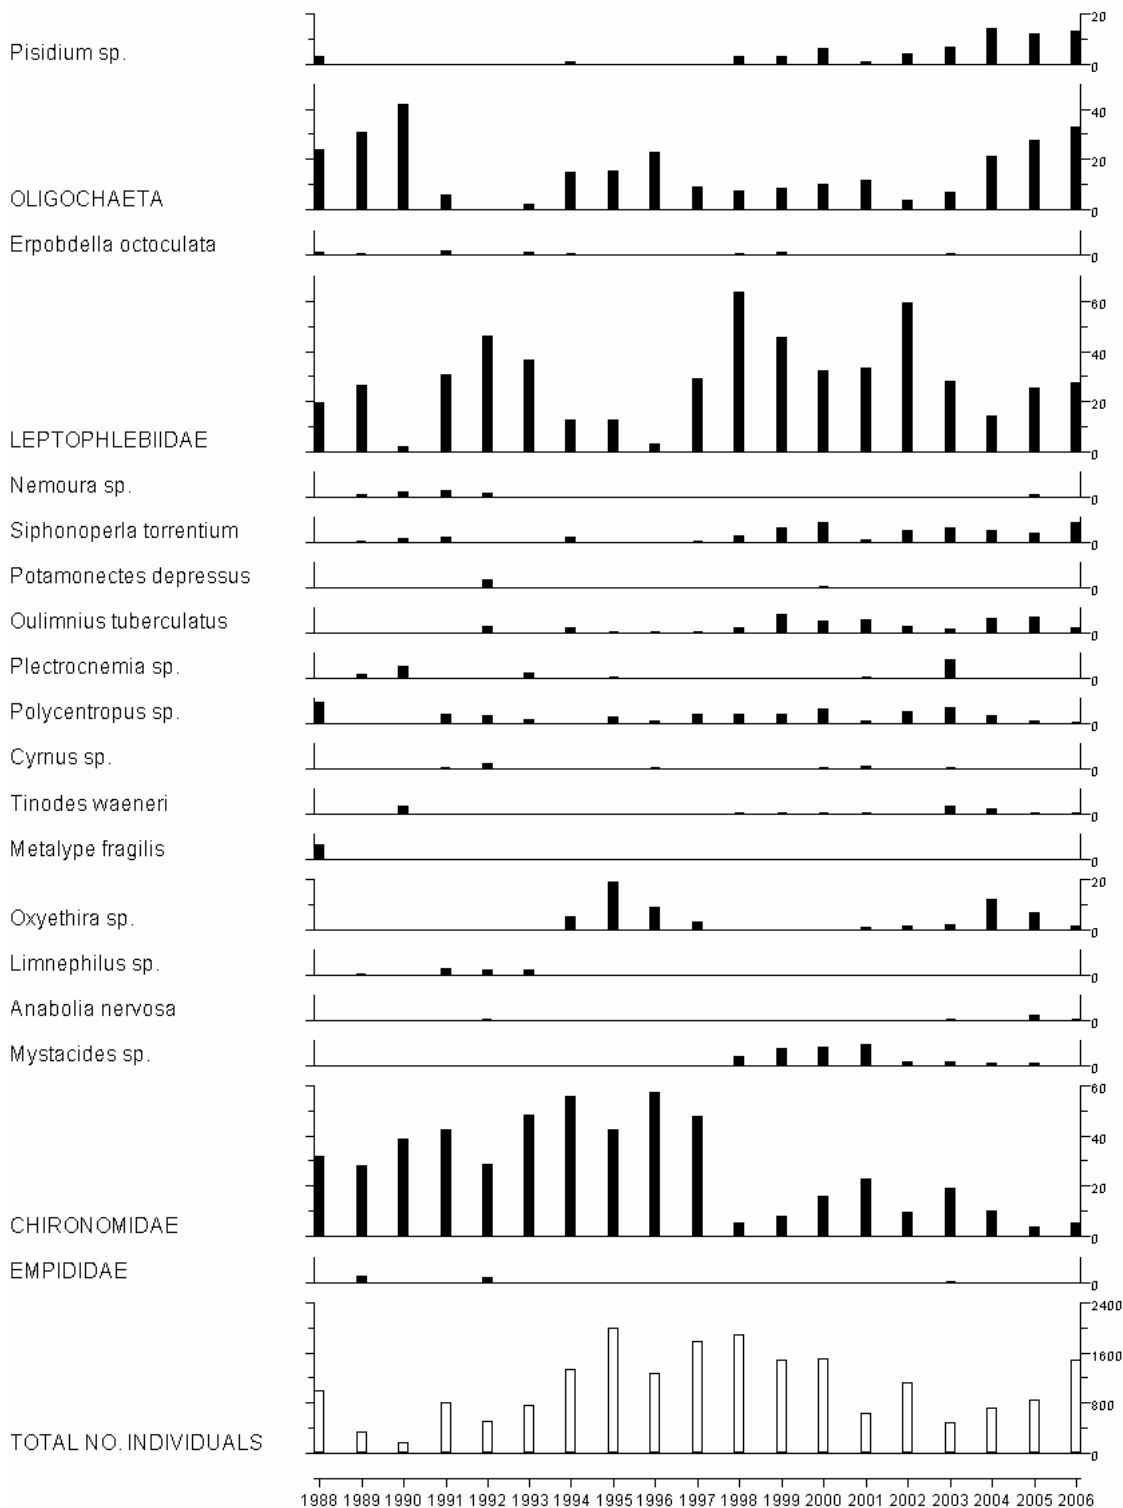 20
Pisidium sp.
0
40
20
OLIGOCHAETA
0
Erpobdella octoculata
0
60
40
20
LEPTOPHLEBIIDAE
0
Nemoura sp.
0
Siphonoperla torrentium
0
Potamonectes depressus
0
Oulimnius tuberculatus
0
Plectrocnemia sp.
0
Polycentropus sp.
0
Cyrnus sp.
0
Tinodes waeneri
0
Metalype fragilis
0
20
Oxyethira sp.
0
Limnephilus sp.
0
Anabolia nervosa
0
Mystacides sp.
0
60
40
20
CHIRONOMIDAE
0
EMPIDIDAE
0
2400
1600
800
TOTAL NO. INDIVIDUALS
0
1988 1989 1990 1991 1992 1993 1994 1995 1996 1997 1998 1999 2000 2001 2002 2003 2004 2005 2006